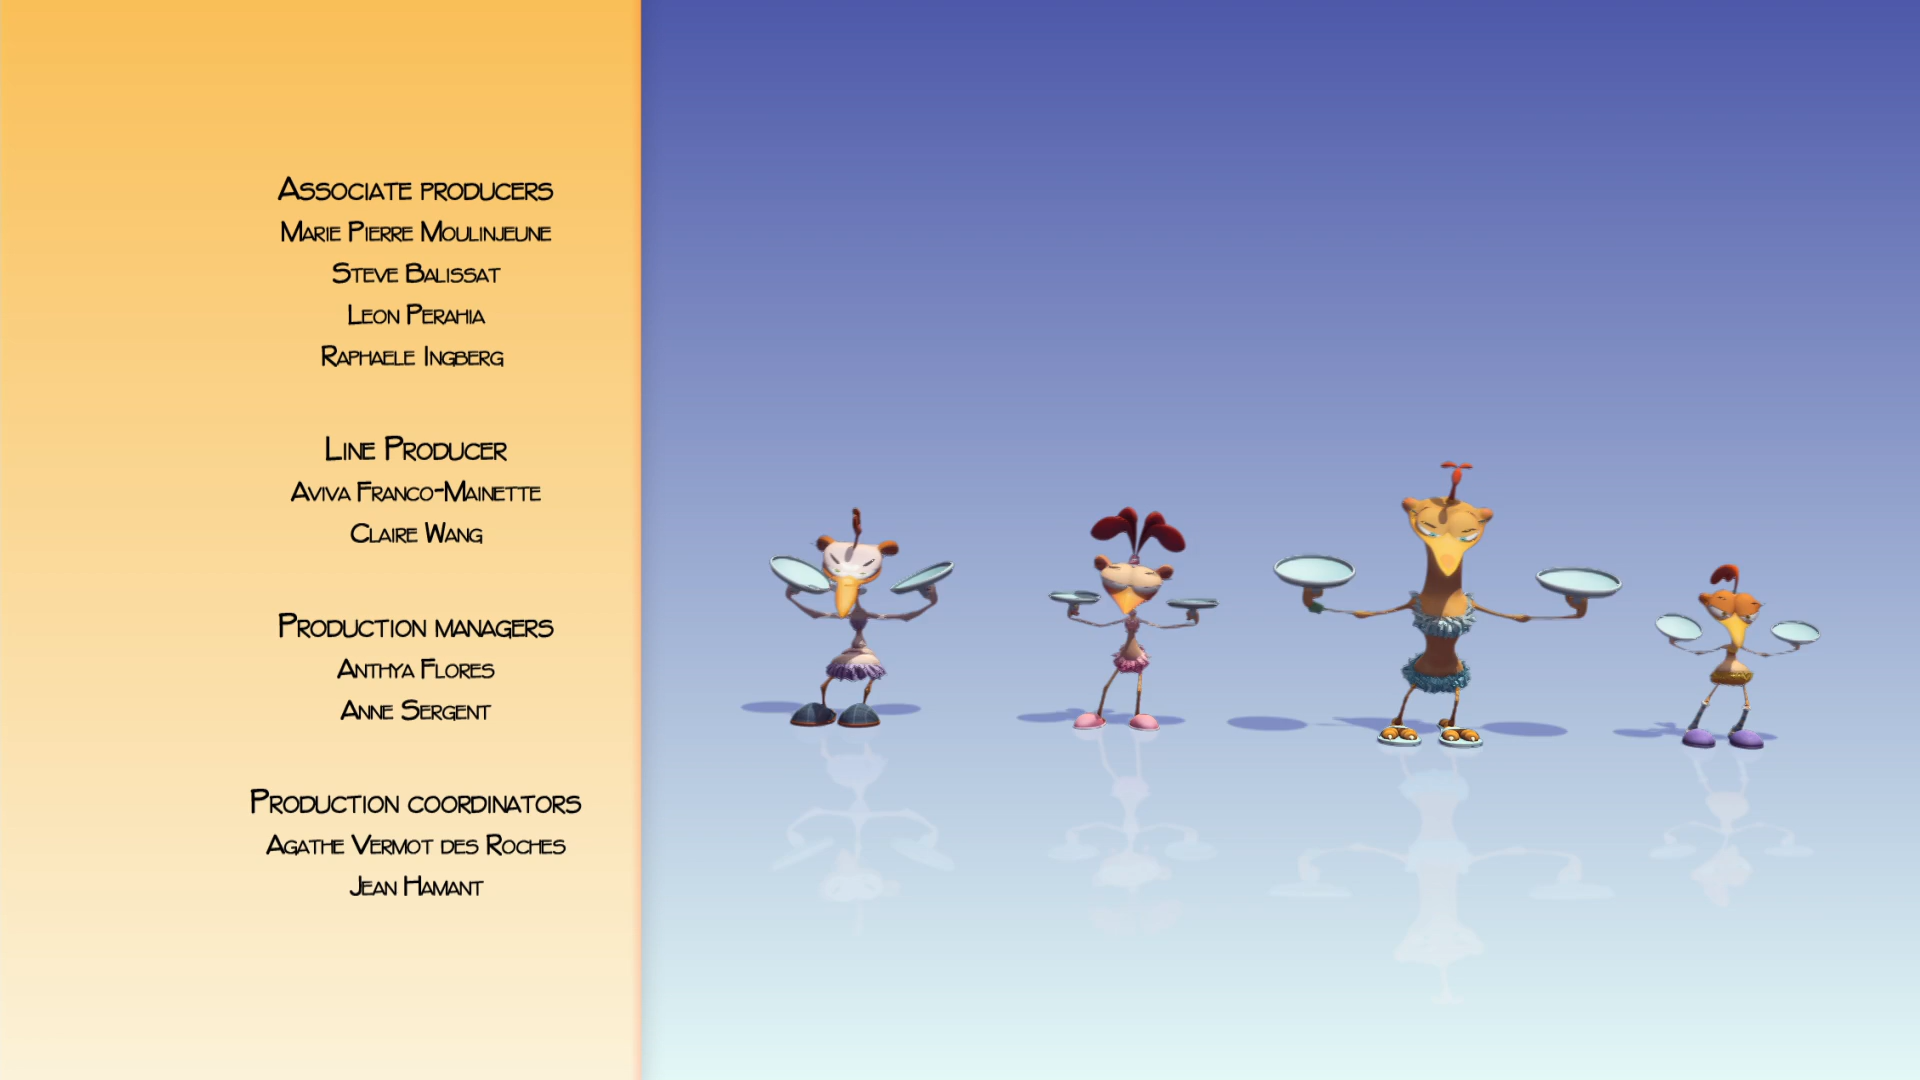 Associate producers
Marie Pierre Moulinjeune
Steve Balissat
Leon Perahia
Raphaele Ingberg
Line Producer
Aviva Franco-Mainette
Claire Wang
Production managers
Anthya Flores
Anne Sergent
Production coordinators
Agathe Vermot des Roches
Jean Hamant